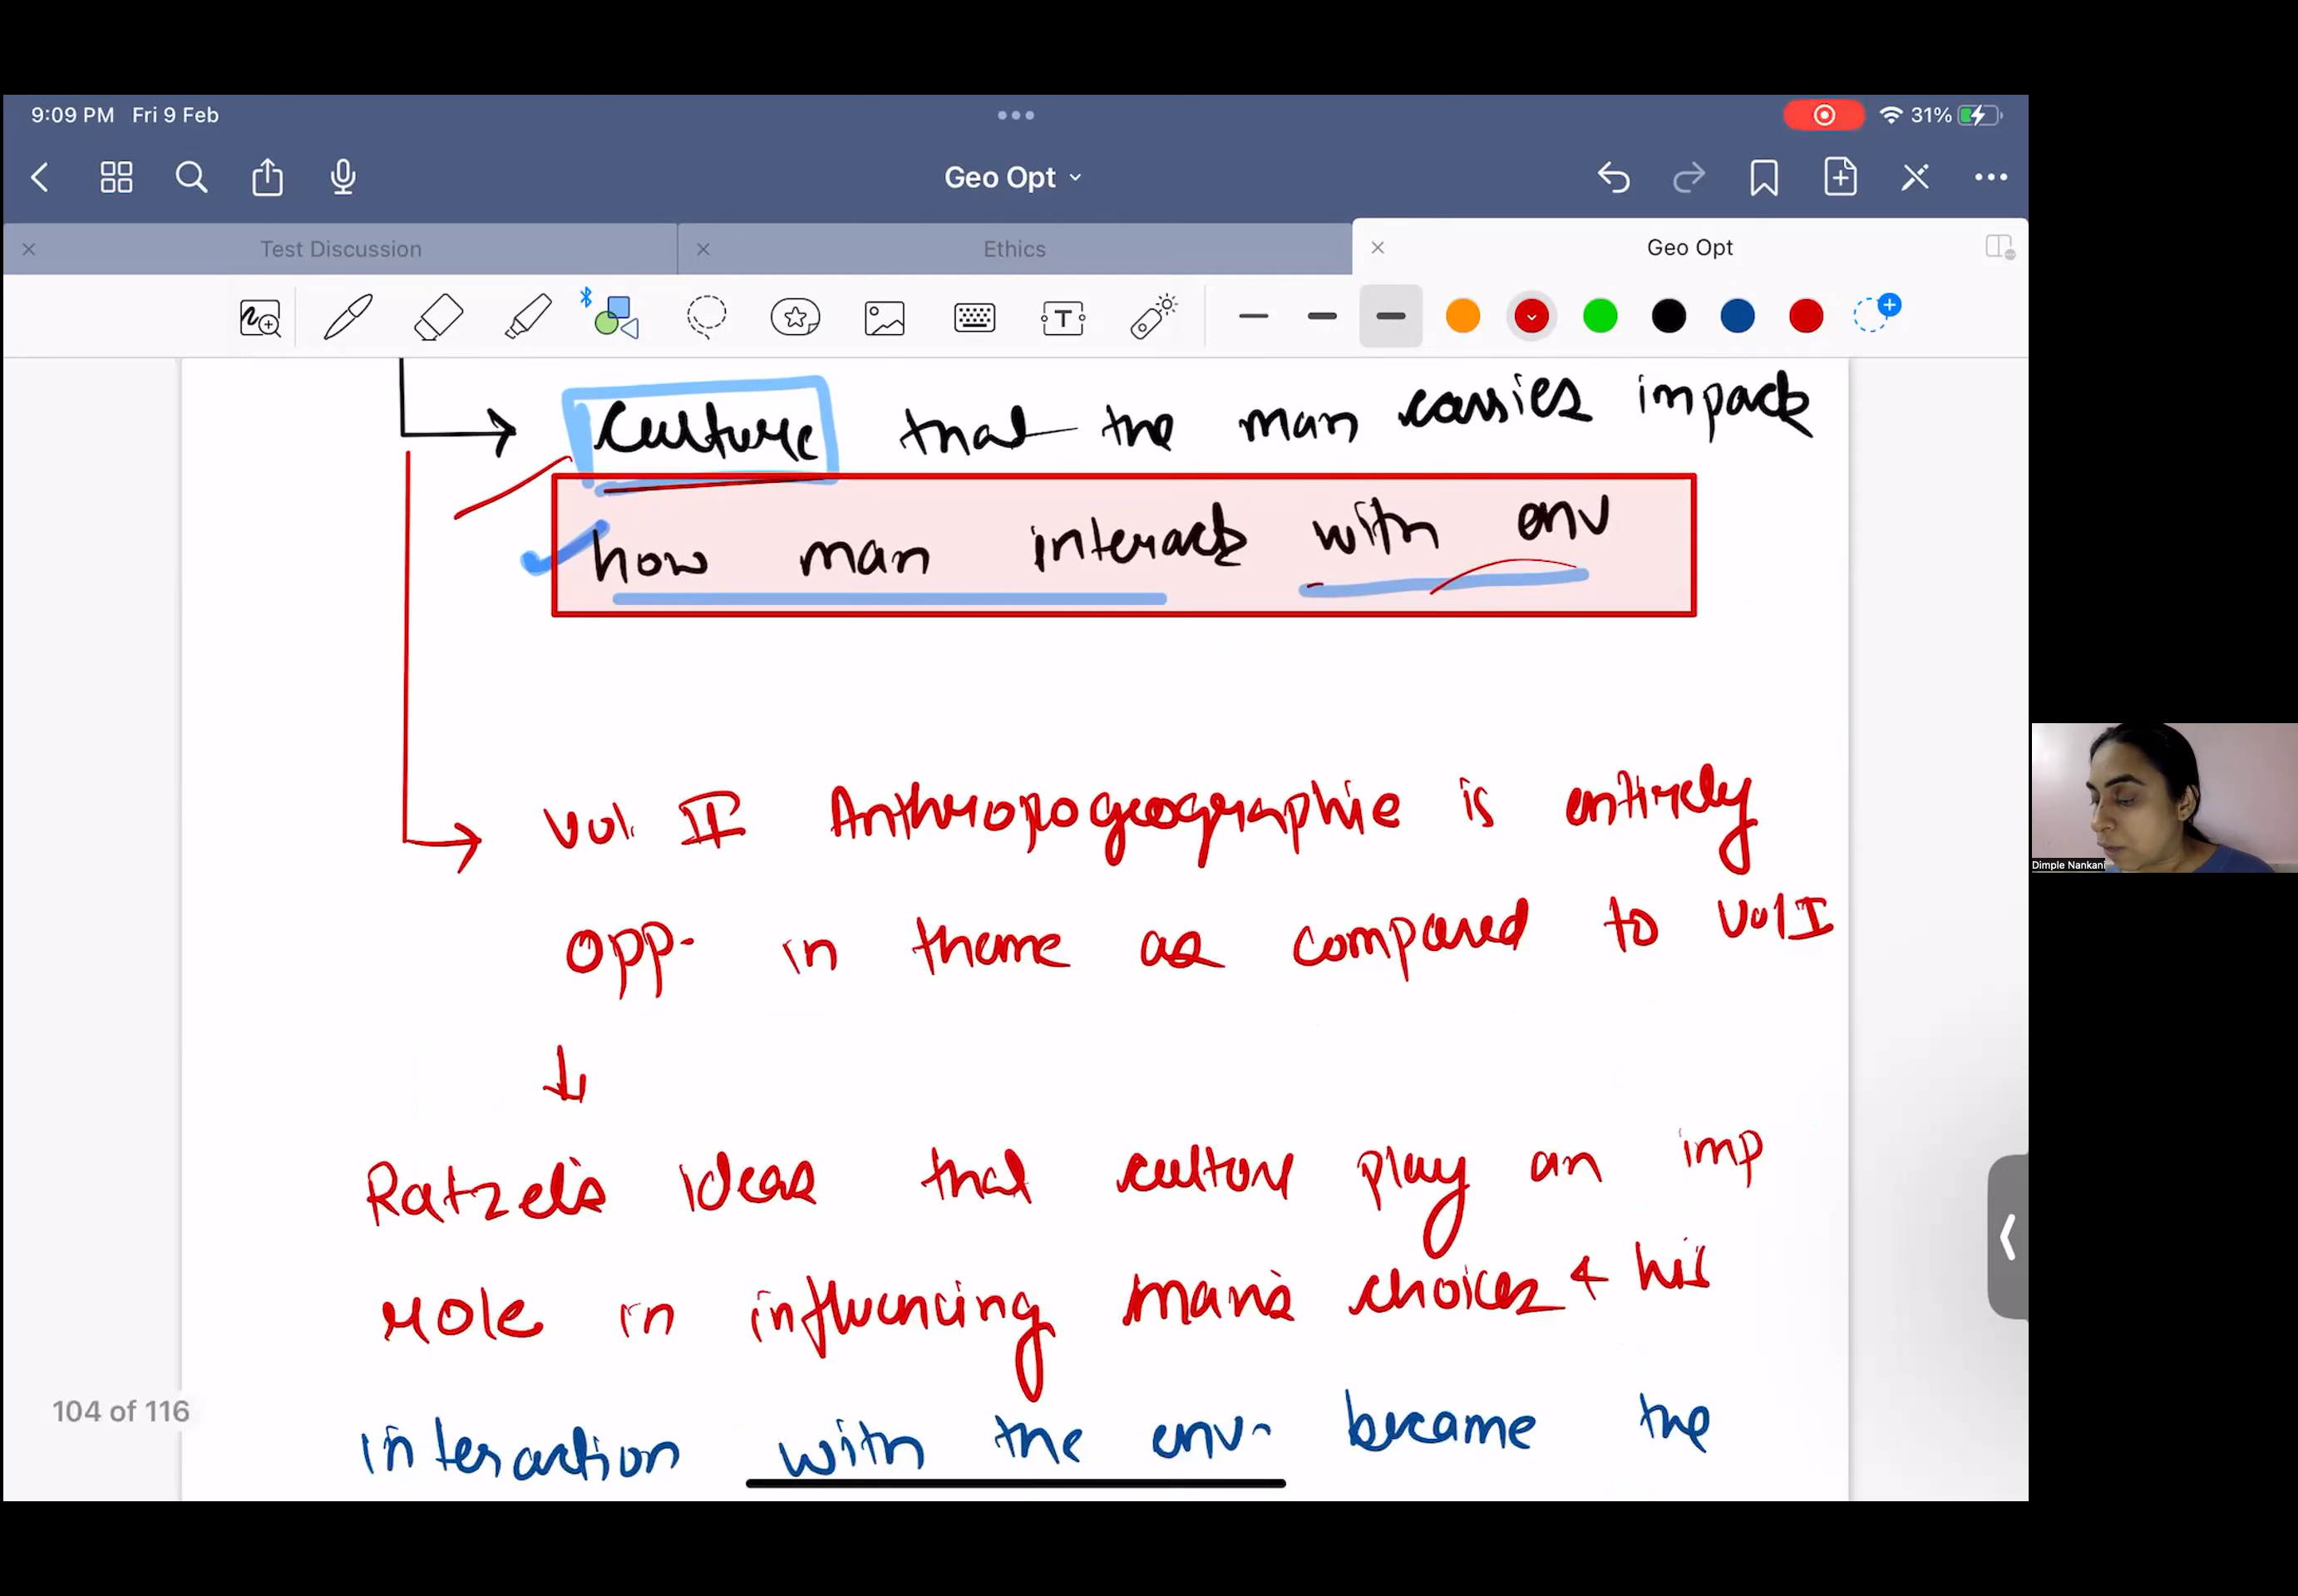 9:09 PM Fri 9 Feb
31%
Geo Opt
Test Discussion
Ethics
Geo Opt
culture that the man carries impacts
how man interacts with env
Vol. II Anthropogeographie is entirely
opp. in theme as compared to Vol I
Ratzel's ideas that culture play an imp
role in influencing man's choices & his
interaction with the env. became the
104 of 116
Dimple Nankani